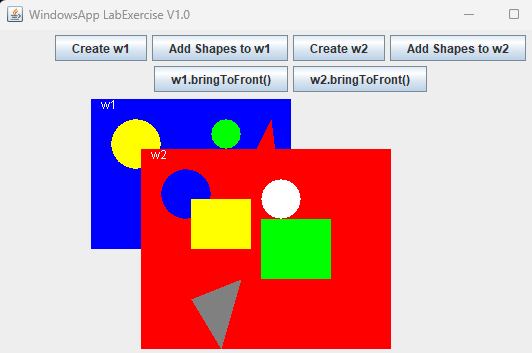 WindowsApp LabExercise V1.0
Create w1 Add Shapes to w1 Create w2 Add Shapes to w2
w1.bringToFront() w2.bringToFront()
w1
w2